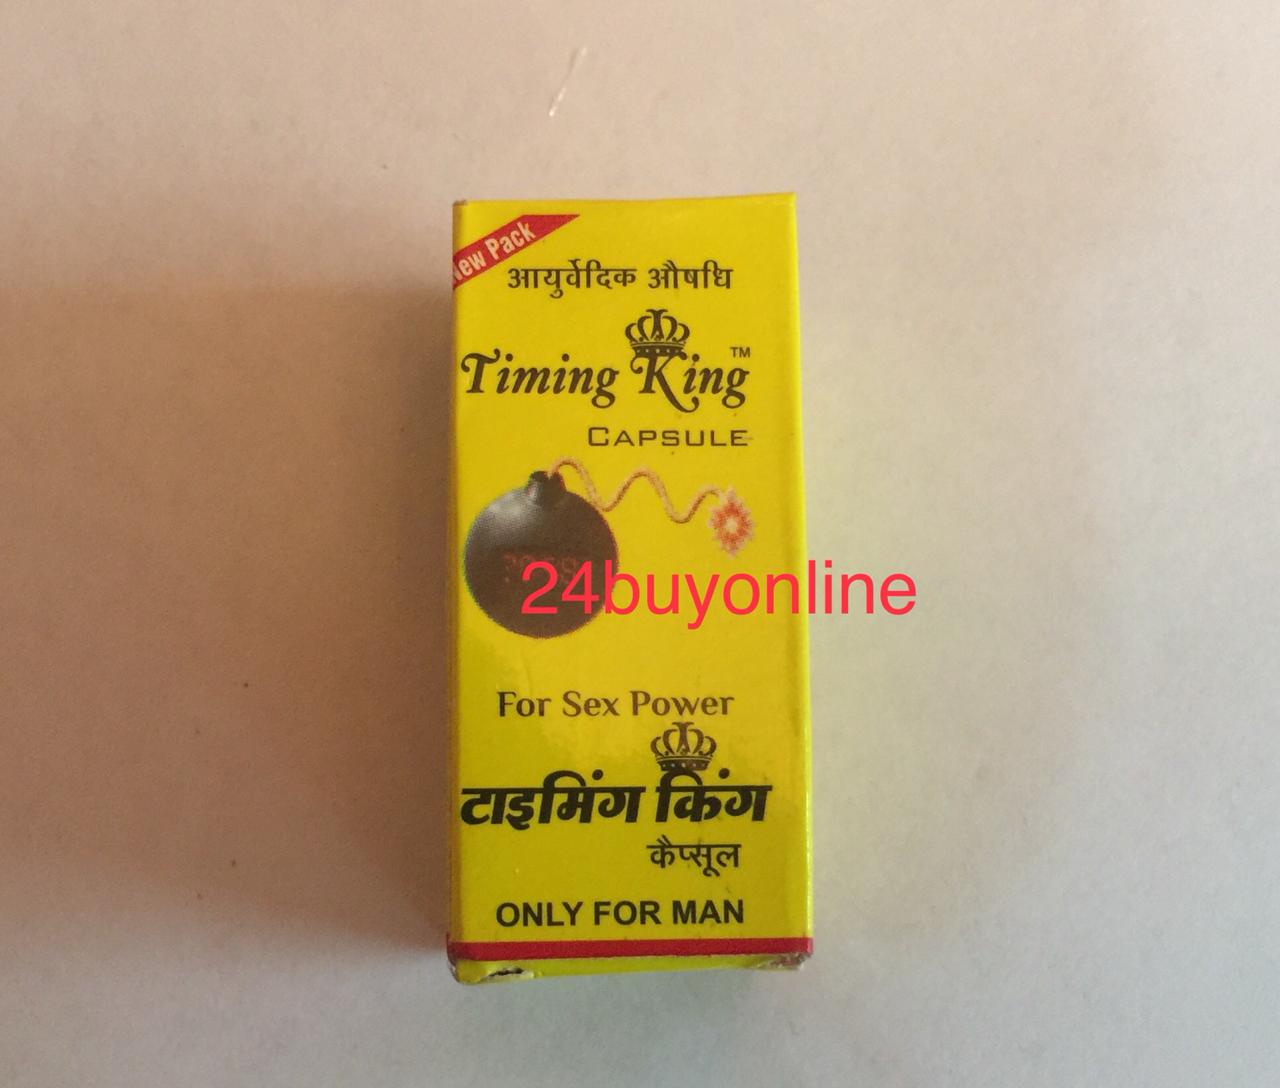 New Pack
आयुर्वेदिक औषधि
Timing King™
CAPSULE
24buyonline
For Sex Power
टाइमिंग किंग
कैप्सूल
ONLY FOR MAN